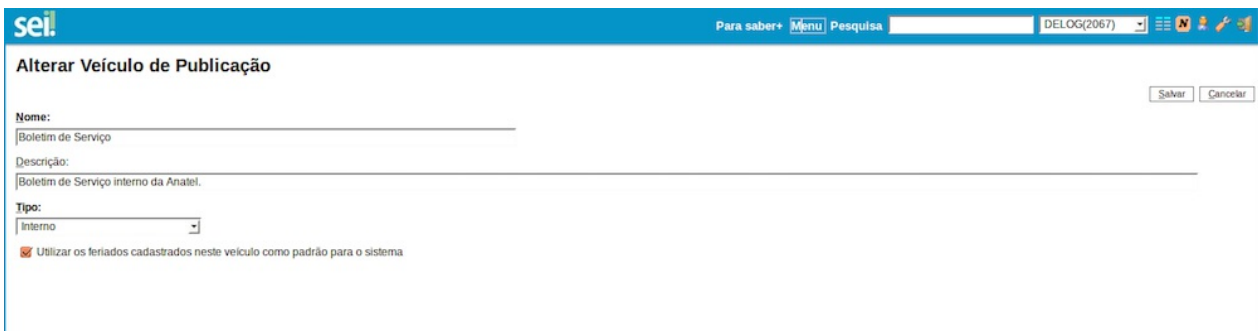 sei!
Para saber+ Menu Pesquisa DELOG(2067) N
Alterar Veículo de Publicação
Salvar Cancelar
Nome:
Boletim de Serviço
Descrição:
Boletim de Serviço interno da Anatel.
Tipo:
Interno
Utilizar os feriados cadastrados neste veículo como padrão para o sistema